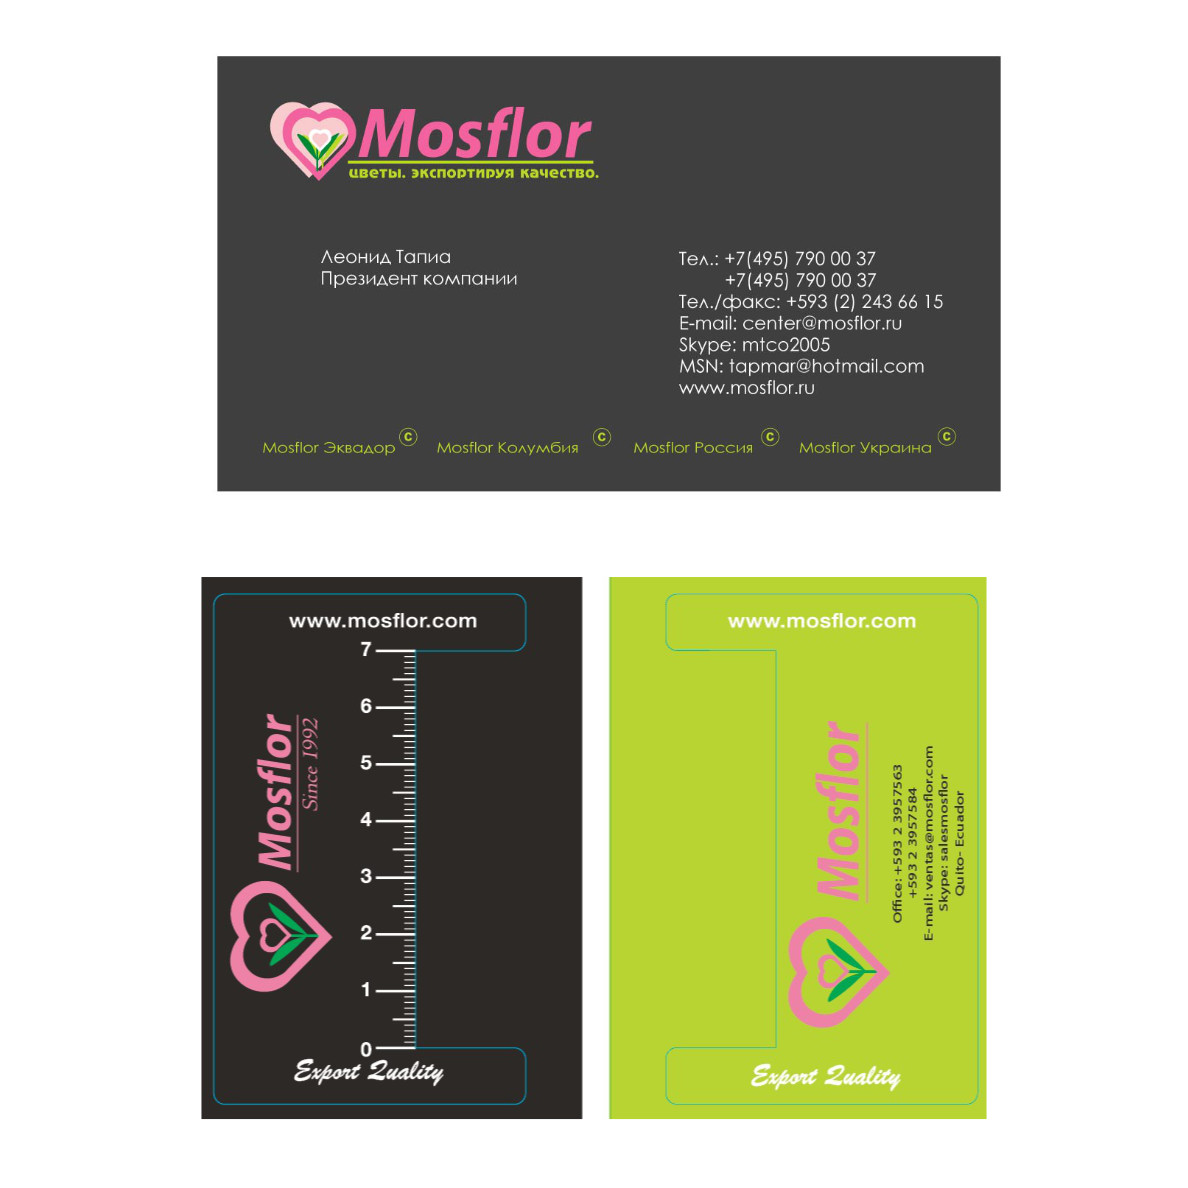 Mosflor
цветы. экспортируя качество.
Леонид Тапиа
Президент компании
Тел.: +7(495) 790 00 37
+7(495) 790 00 37
Тел./факс: +593 (2) 243 66 15
E-mail: center@mosflor.ru
Skype: mtco2005
MSN: tapmar@hotmail.com
www.mosflor.ru
Mosflor Эквадор © Mosflor Колумбия © Mosflor Россия © Mosflor Украина ©
www.mosflor.com
7
6
5
4
3
2
1
0
Mosflor
Since 1992
Export Quality
www.mosflor.com
Mosflor
Office: +593 2 3957563
+593 2 3957584
E-mail: ventas@mosflor.com
Skype: salesmosflor
Quito- Ecuador
Export Quality